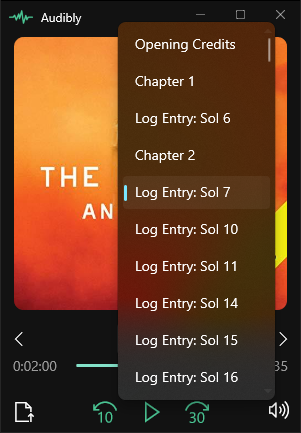 Audibly
Opening Credits
Chapter 1
Log Entry: Sol 6
Chapter 2
Log Entry: Sol 7
Log Entry: Sol 10
Log Entry: Sol 11
Log Entry: Sol 14
Log Entry: Sol 15
Log Entry: Sol 16
THE
AN
0:02:00
35
10
30